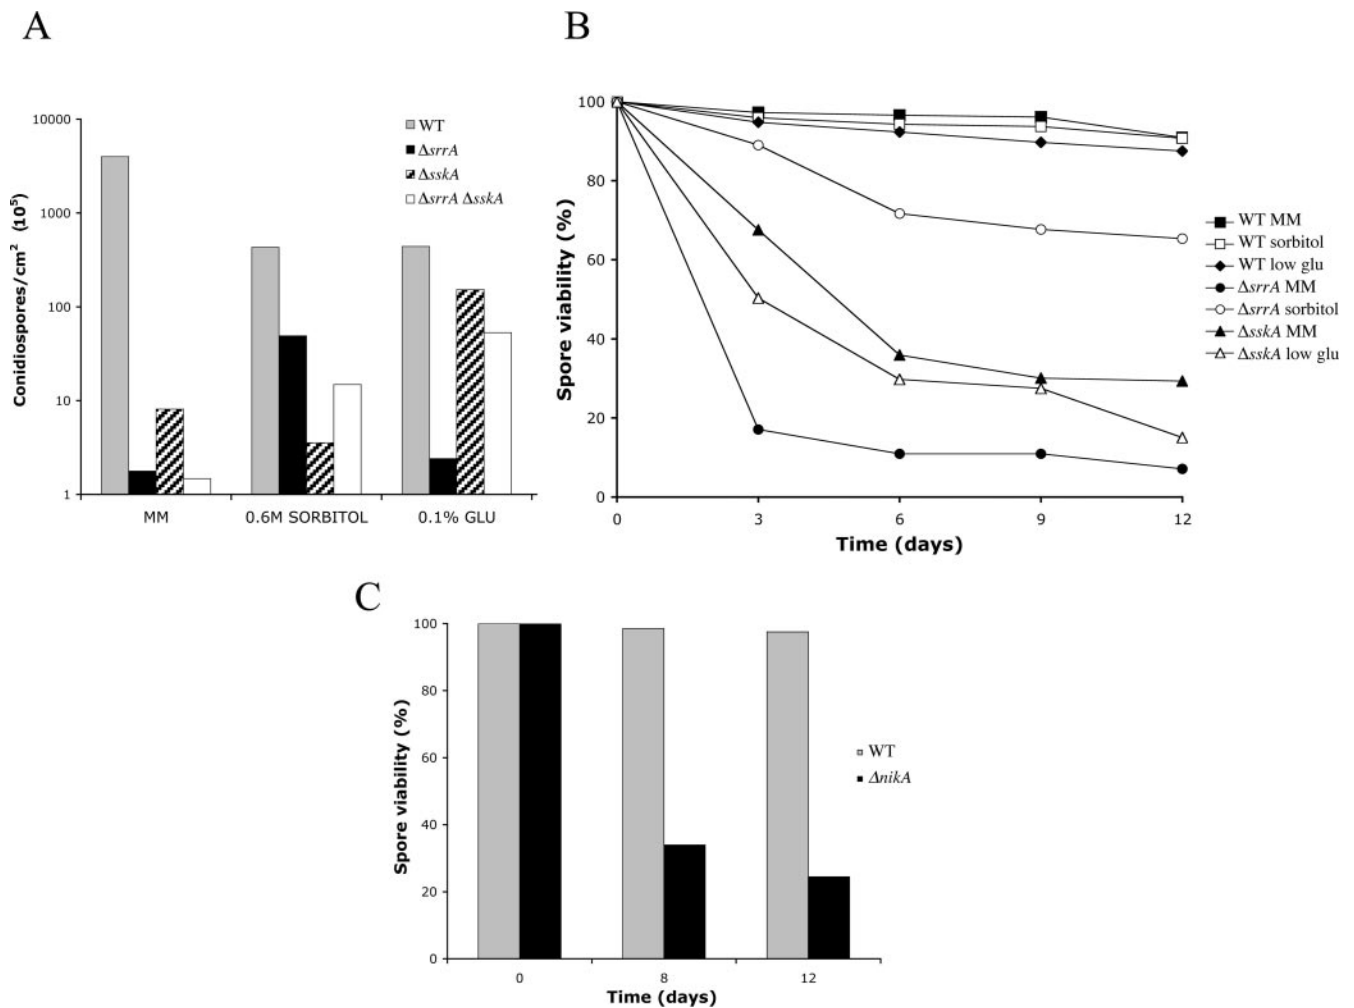 A
Conidiospores/cm² (10⁵)
10000
1000
100
10
1
MM
0.6M SORBITOL
0.1% GLU
WT
ΔsrrA
ΔsskA
ΔsrrA ΔsskA
B
Spore viability (%)
100
80
60
40
20
0
0
3
6
9
12
Time (days)
WT MM
WT sorbitol
WT low glu
ΔsrrA MM
ΔsrrA sorbitol
ΔsskA MM
ΔsskA low glu
C
Spore viability (%)
100
80
60
40
20
0
0
8
12
Time (days)
WT
ΔnikA